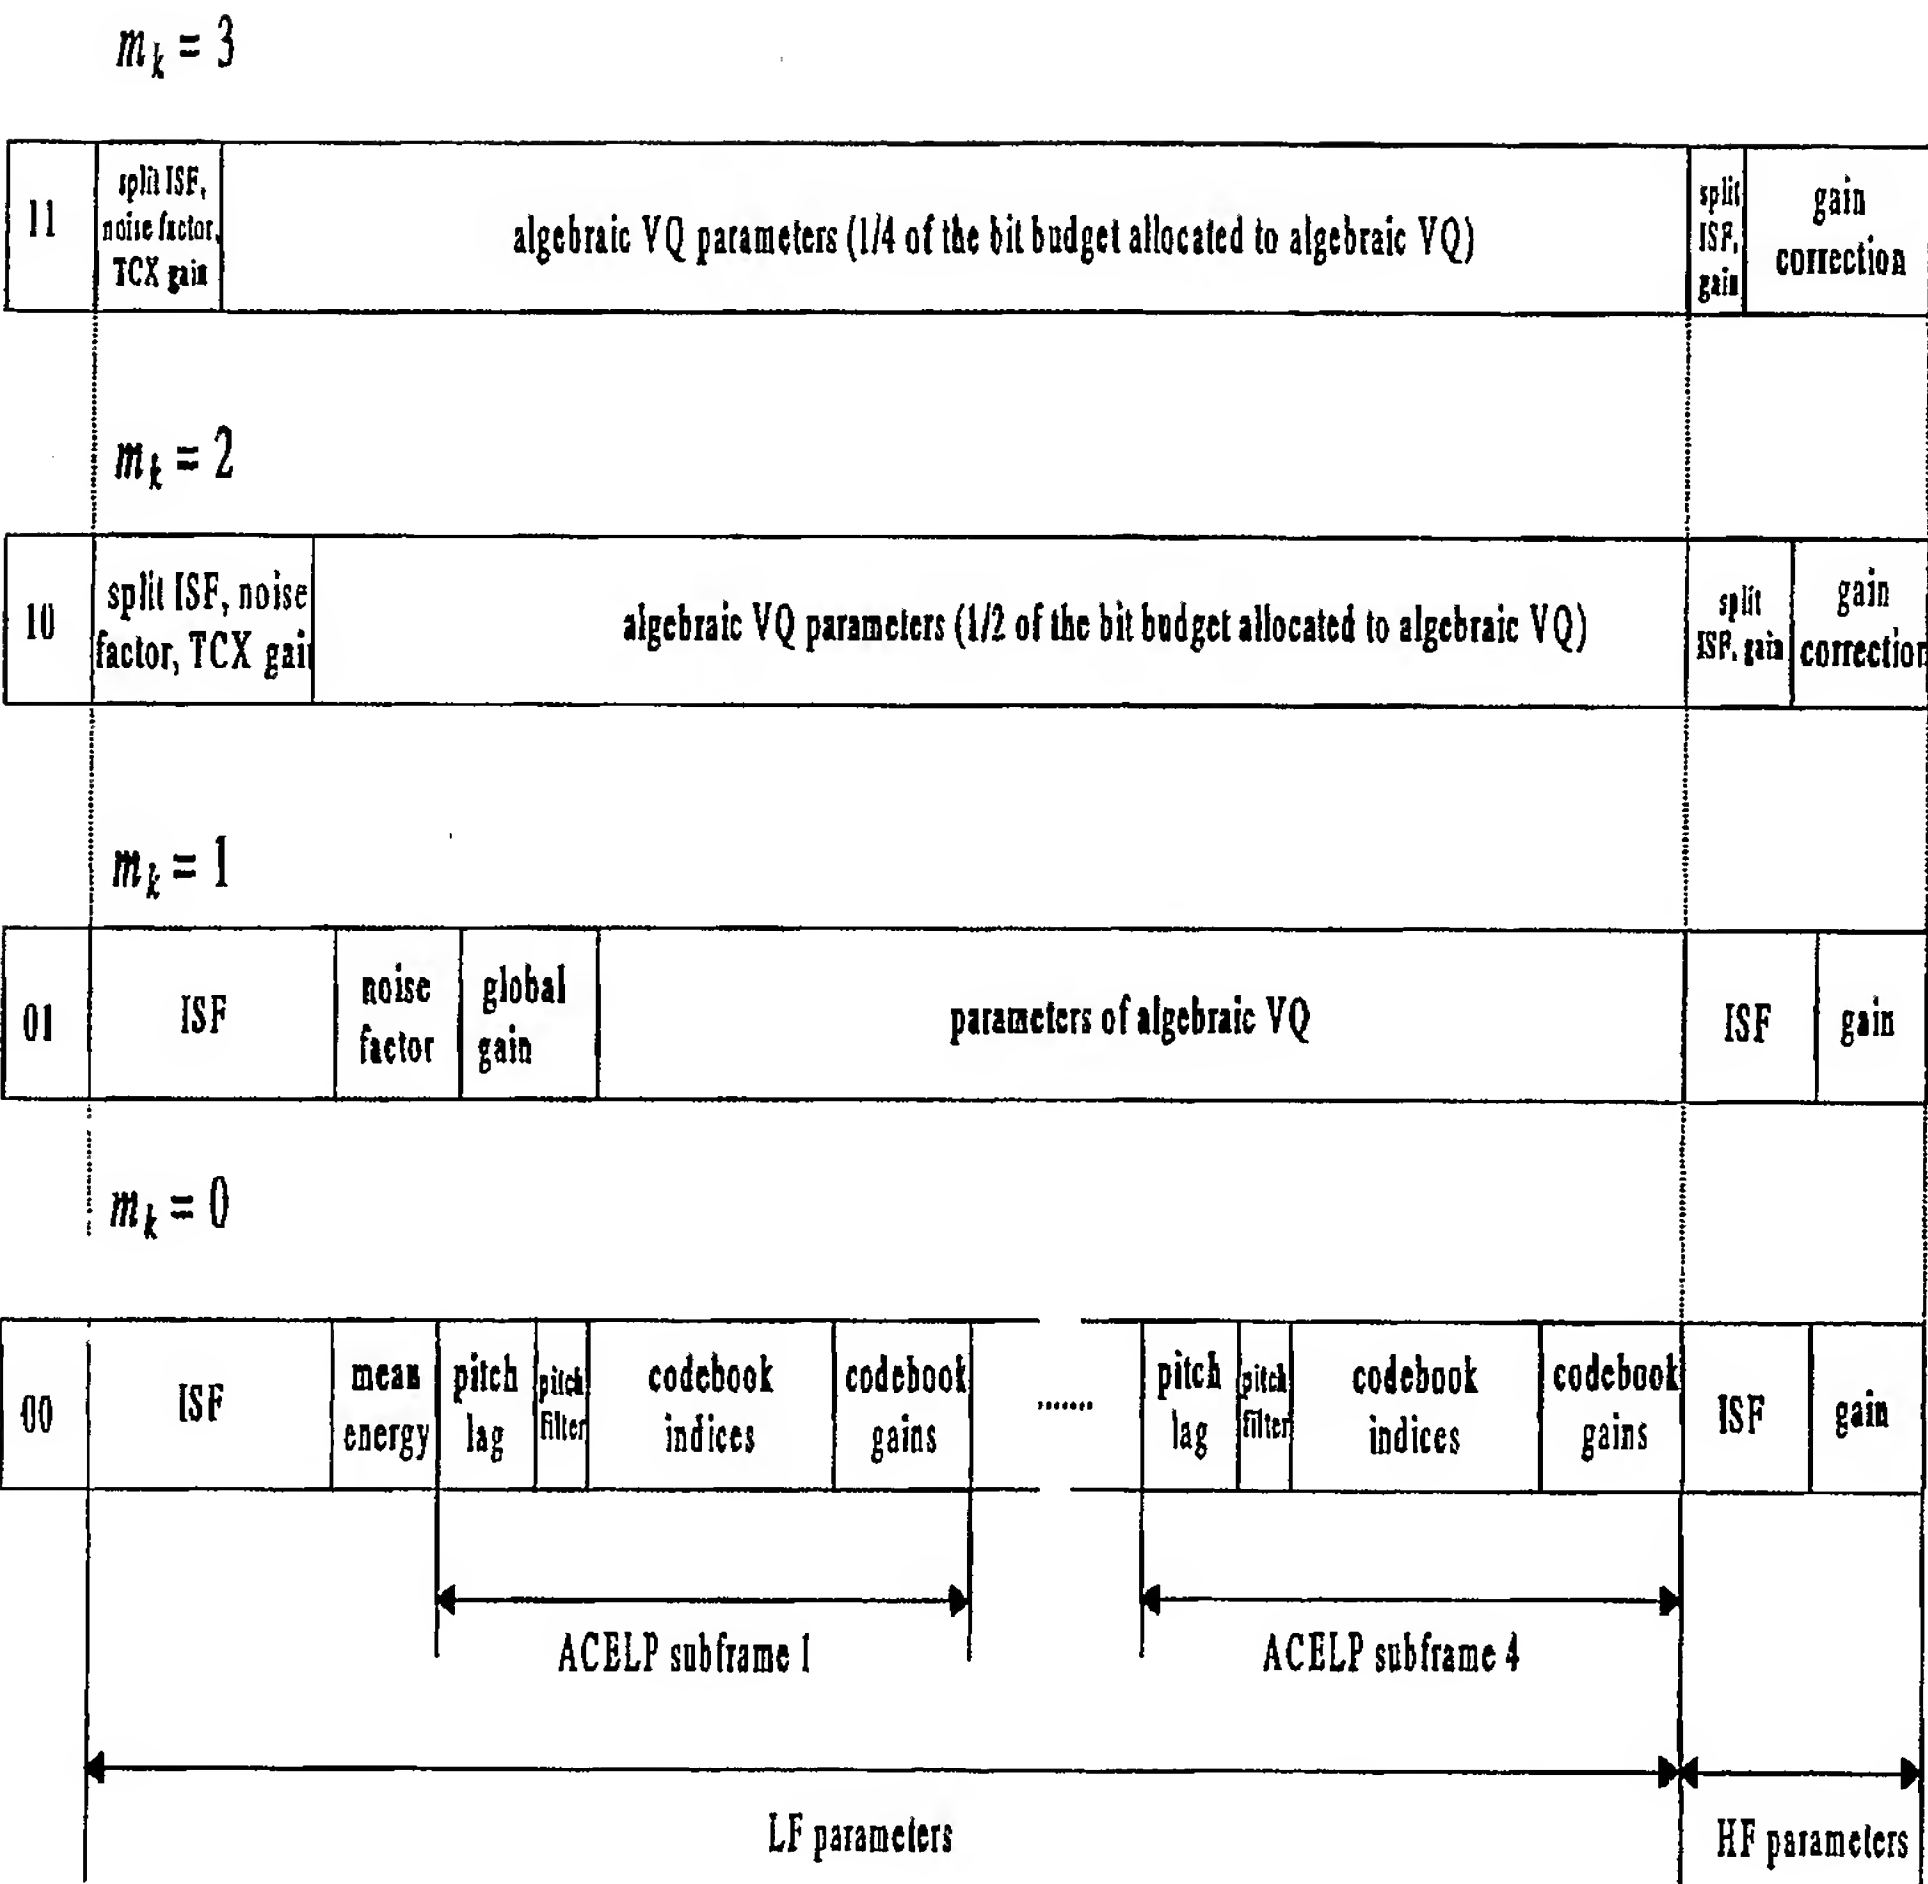 m_k = 3
11
split ISF,
noise factor,
TCX gain
algebraic VQ parameters (1/4 of the bit budget allocated to algebraic VQ)
split
ISF,
gain
gain
correction
m_k = 2
10
split ISF, noise
factor, TCX gain
algebraic VQ parameters (1/2 of the bit budget allocated to algebraic VQ)
split
ISF, gain
gain
correction
m_k = 1
01
ISF
noise
factor
global
gain
parameters of algebraic VQ
ISF
gain
m_k = 0
00
ISF
mean
energy
pitch
lag
pitch
filter
codebook
indices
codebook
gains
.......
pitch
lag
pitch
filter
codebook
indices
codebook
gains
ISF
gain
ACELP subframe 1
ACELP subframe 4
LF parameters
HF parameters